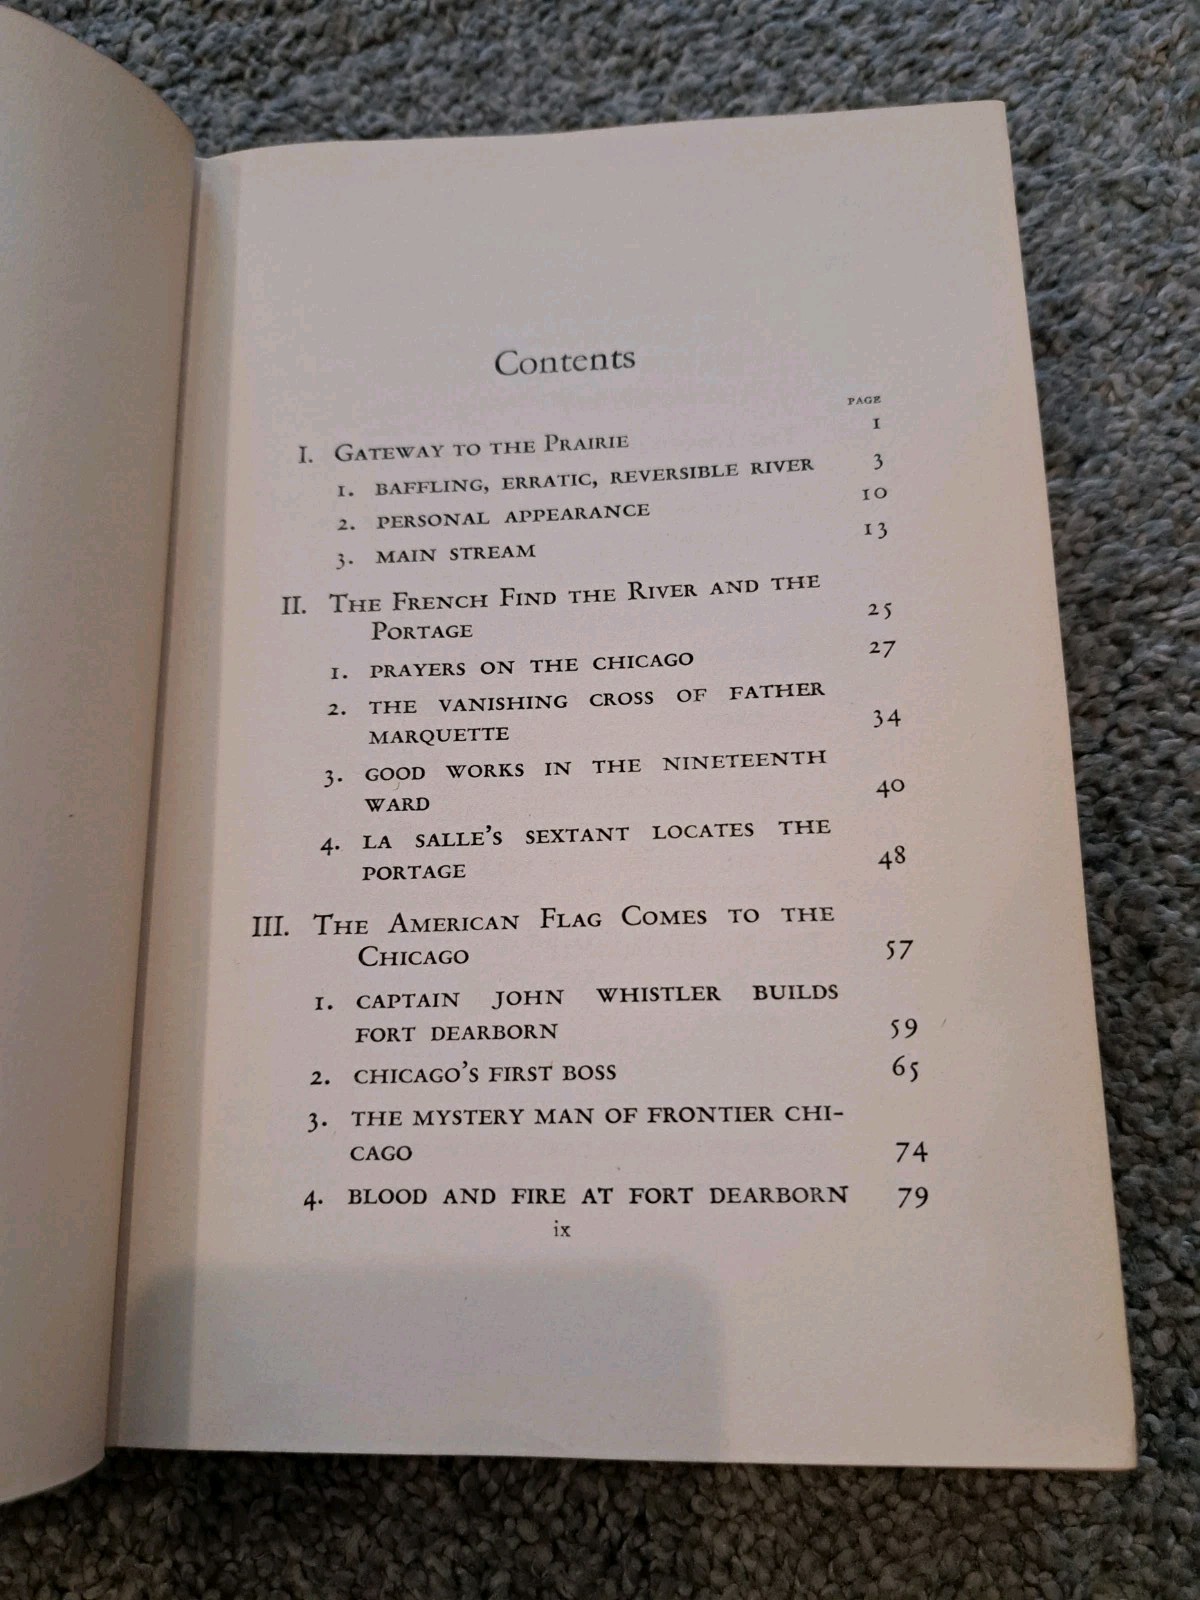 Contents
PAGE
I. Gateway to the Prairie 1
1. BAFFLING, ERRATIC, REVERSIBLE RIVER 3
2. PERSONAL APPEARANCE 10
3. MAIN STREAM 13
II. The French Find the River and the
Portage 25
1. PRAYERS ON THE CHICAGO 27
2. THE VANISHING CROSS OF FATHER
MARQUETTE 34
3. GOOD WORKS IN THE NINETEENTH
WARD 40
4. LA SALLE'S SEXTANT LOCATES THE
PORTAGE 48
III. The American Flag Comes to the
Chicago 57
1. CAPTAIN JOHN WHISTLER BUILDS
FORT DEARBORN 59
2. CHICAGO'S FIRST BOSS 65
3. THE MYSTERY MAN OF FRONTIER CHI-
CAGO 74
4. BLOOD AND FIRE AT FORT DEARBORN 79
ix